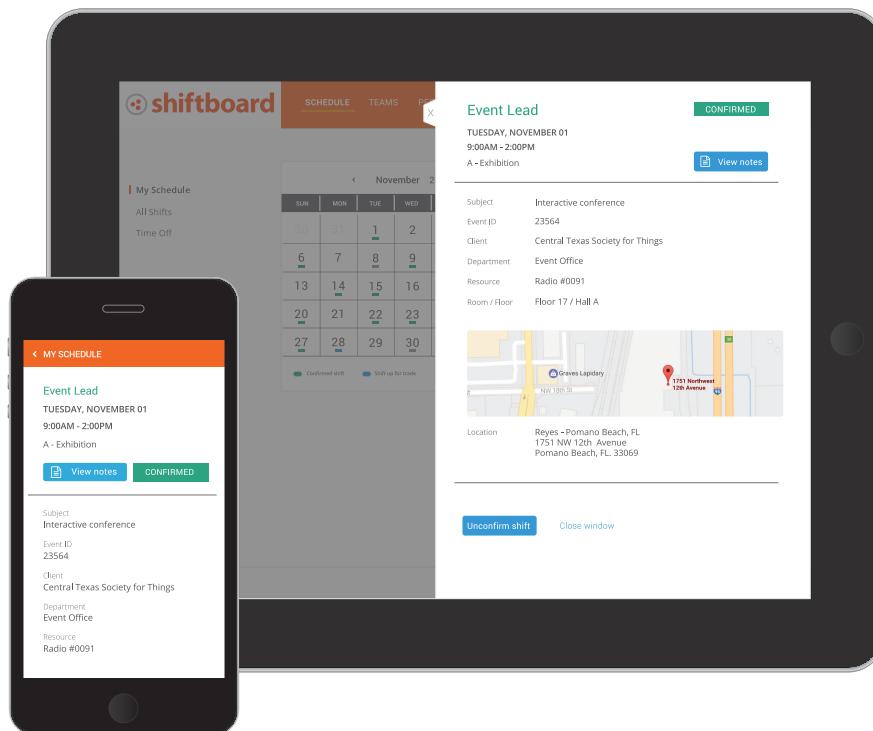 shiftboard
SCHEDULE TEAMS
X
My Schedule
All Shifts
Time Off
< November 2
SUN MON TUE WED
30 31 1 2
6 7 8 9
13 14 15 16
20 21 22 23
27 28 29 30
Confirmed shift Shift up for trade
Event Lead
CONFIRMED
TUESDAY, NOVEMBER 01
9:00AM - 2:00PM
A - Exhibition
View notes
Subject Interactive conference
Event ID 23564
Client Central Texas Society for Things
Department Event Office
Resource Radio #0091
Room / Floor Floor 17 / Hall A
Graves Lapidary
NW 18th St
1751 Northwest
12th Avenue
95
Location Reyes - Pomano Beach, FL
1751 NW 12th Avenue
Pomano Beach, FL. 33069
Unconfirm shift Close window
< MY SCHEDULE
Event Lead
TUESDAY, NOVEMBER 01
9:00AM - 2:00PM
A - Exhibition
View notes CONFIRMED
Subject
Interactive conference
Event ID
23564
Client
Central Texas Society for Things
Department
Event Office
Resource
Radio #0091